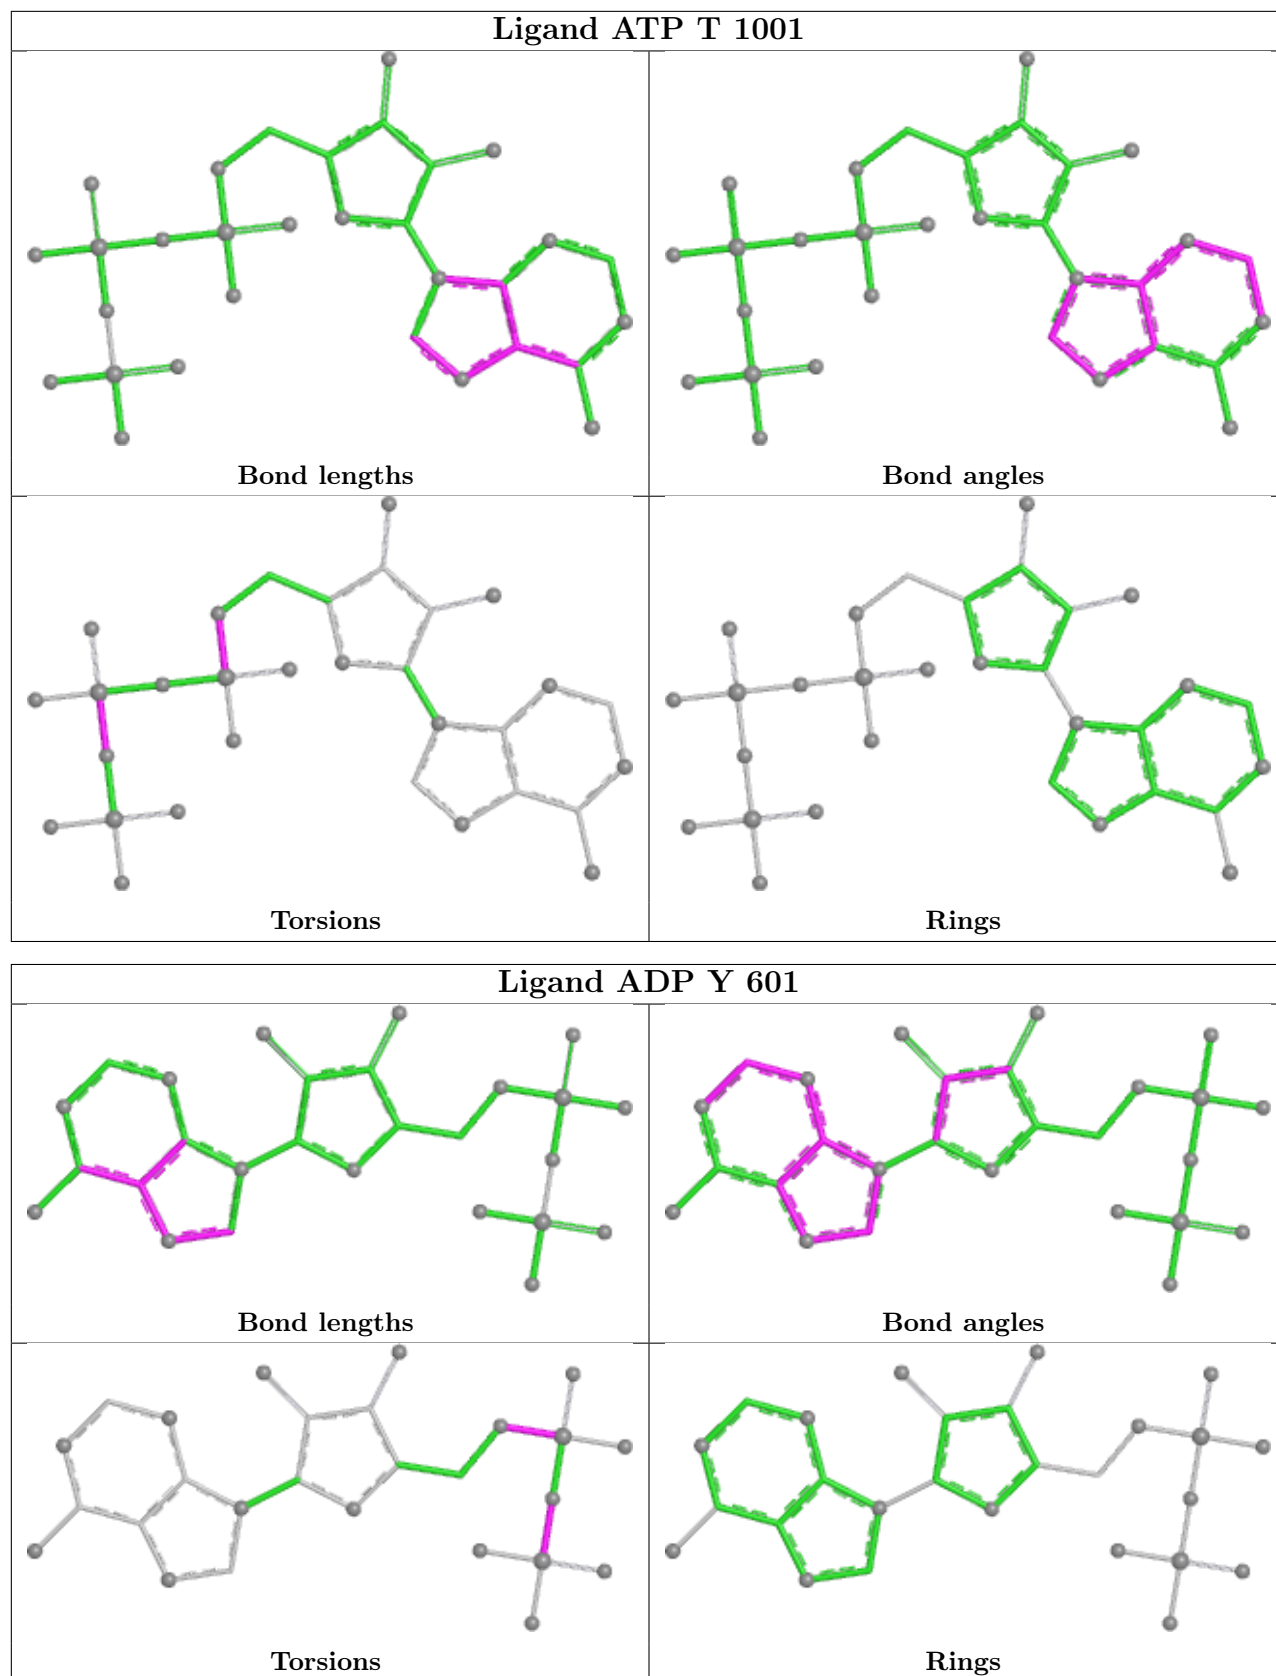 Ligand ATP T 1001
Bond lengths
Bond angles
Torsions
Rings
Ligand ADP Y 601
Bond lengths
Bond angles
Torsions
Rings